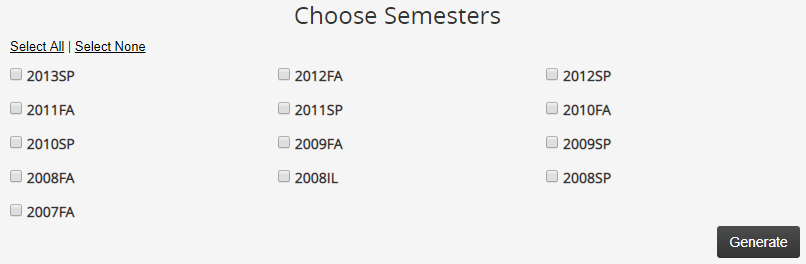 Choose Semesters
Select All | Select None
2013SP 2012FA 2012SP
2011FA 2011SP 2010FA
2010SP 2009FA 2009SP
2008FA 2008IL 2008SP
2007FA
Generate